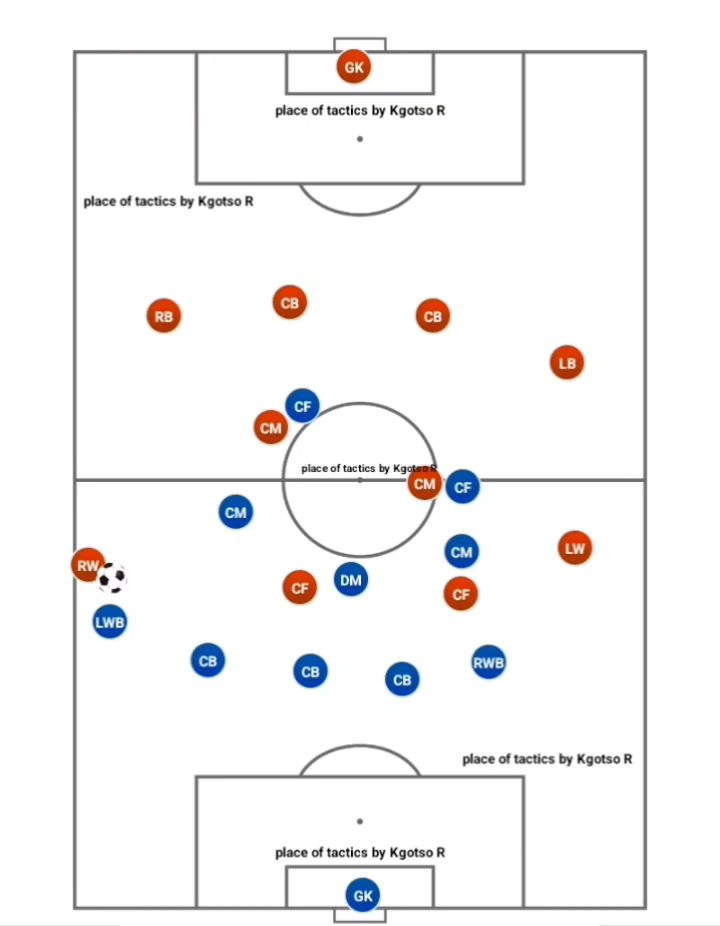 GK
place of tactics by Kgotso R
place of tactics by Kgotso R
CB
RB
CB
LB
CF
CM
place of tactics by Kgotso R
CM
CF
CM
LW
CM
RW
DM
CF
CF
LWB
CB
RWB
CB
CB
place of tactics by Kgotso R
place of tactics by Kgotso R
GK